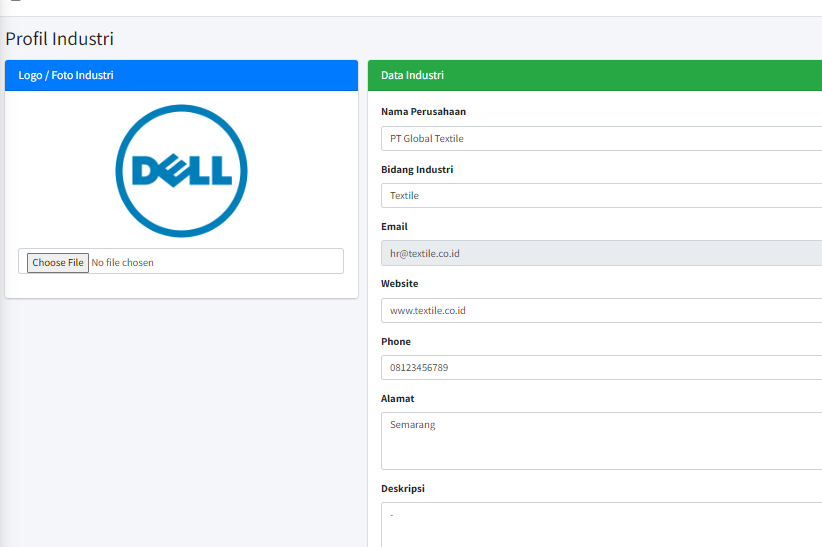 Profil Industri
Logo / Foto Industri
DELL
Choose File No file chosen
Data Industri
Nama Perusahaan
PT Global Textile
Bidang Industri
Textile
Email
hr@textile.co.id
Website
www.textile.co.id
Phone
08123456789
Alamat
Semarang
Deskripsi
-